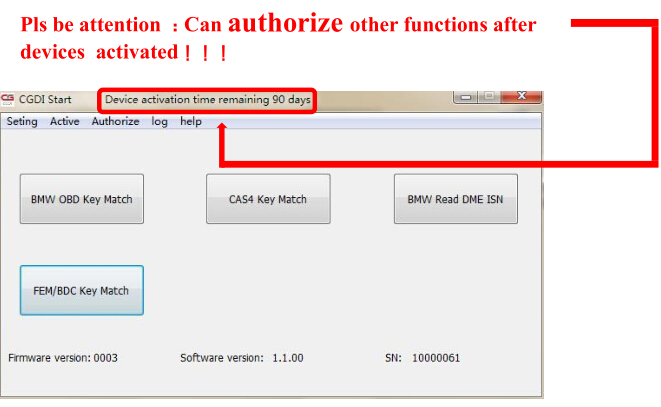 Pls be attention : Can authorize other functions after
devices activated！！！
CG CGDI Start Device activation time remaining 90 days
Seting Active Authorize log help
BMW OBD Key Match CAS4 Key Match BMW Read DME ISN
FEM/BDC Key Match
Firmware version: 0003 Software version: 1.1.00 SN: 10000061